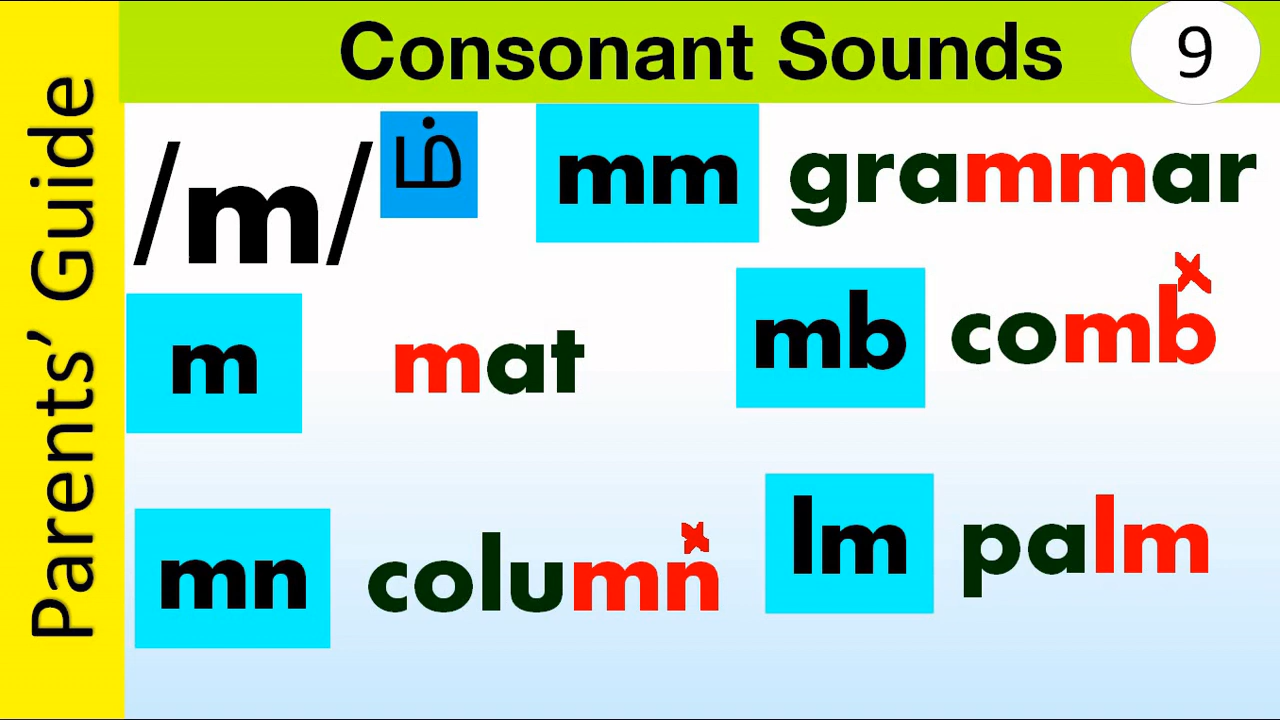 Parents’ Guide
Consonant Sounds
9
/m/ ம்
mm grammar
m mat
mb comb
mn column
lm palm